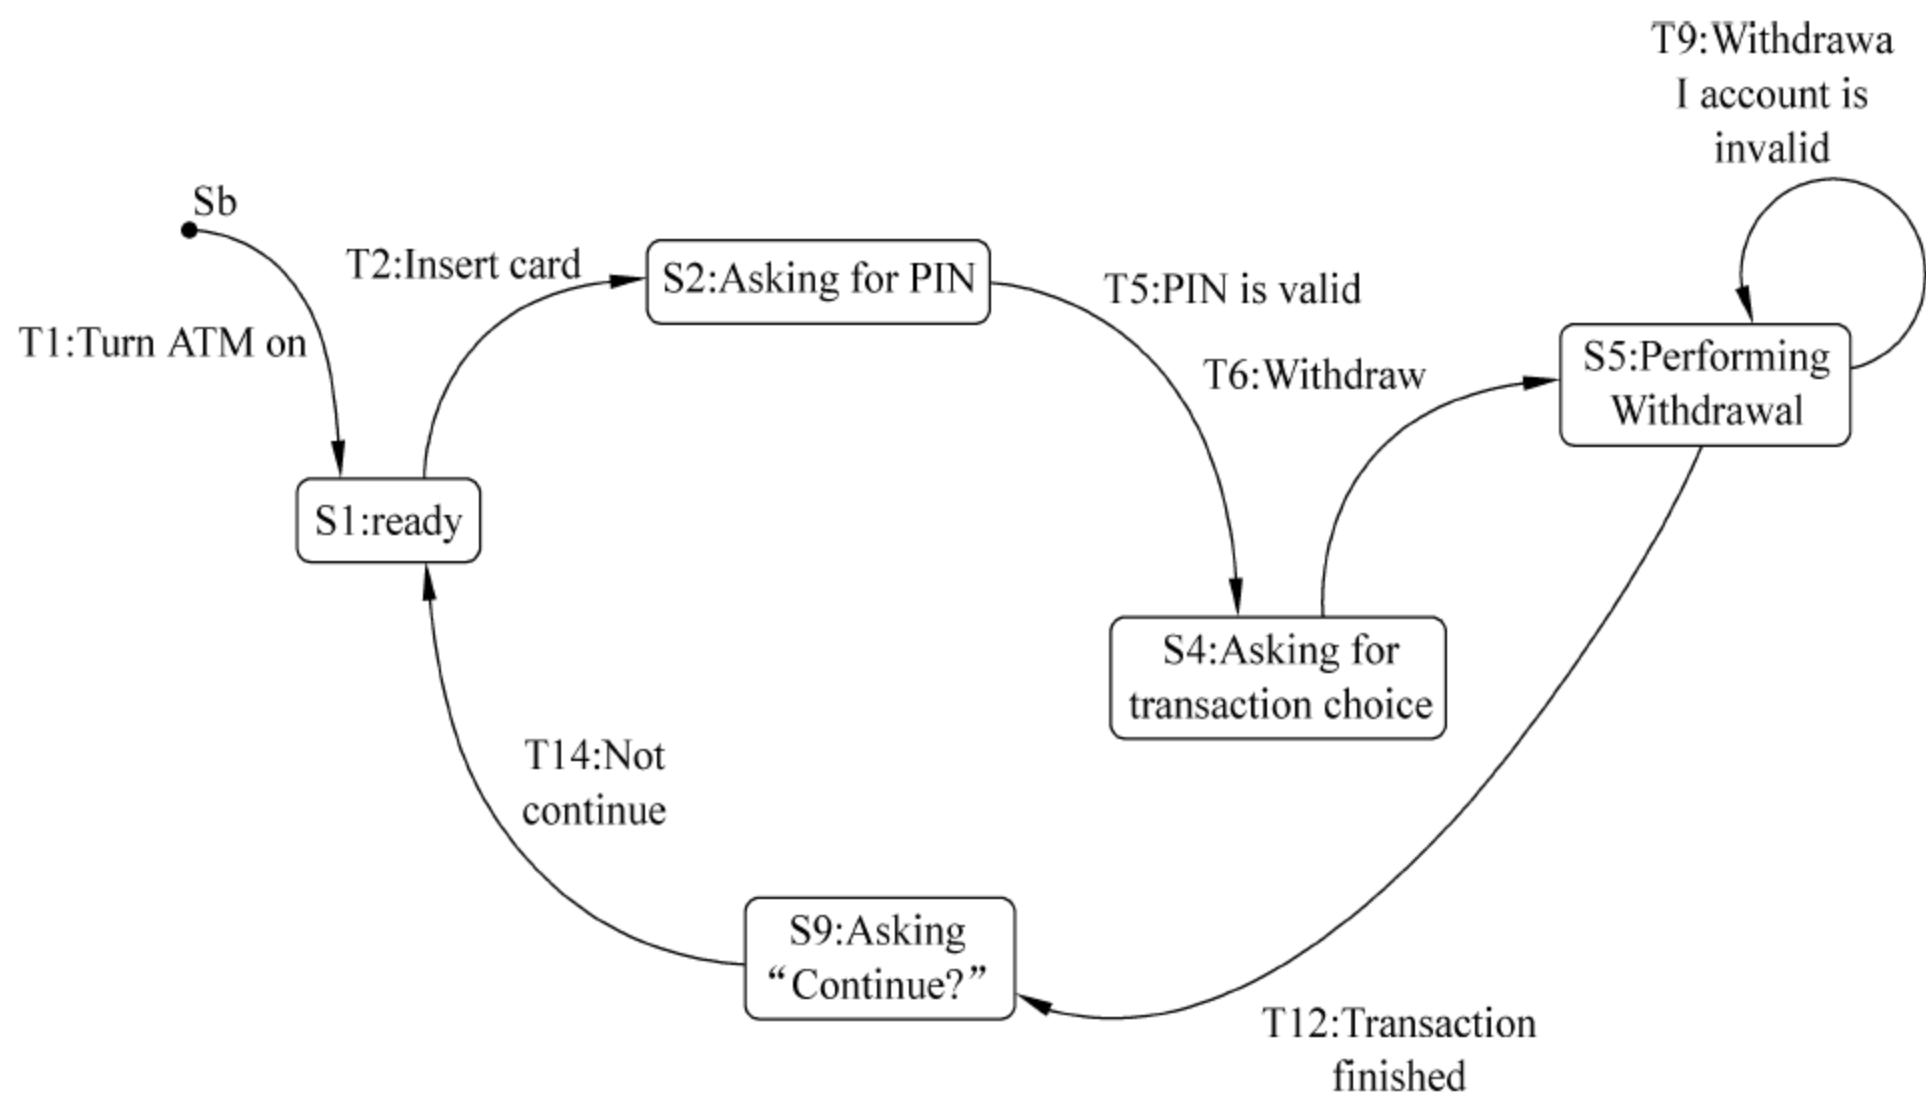 T9:Withdrawa
I account is
invalid
Sb
T2:Insert card
S2:Asking for PIN
T5:PIN is valid
T1:Turn ATM on
T6:Withdraw
S5:Performing
Withdrawal
S1:ready
S4:Asking for
transaction choice
T14:Not
continue
S9:Asking
“Continue?”
T12:Transaction
finished